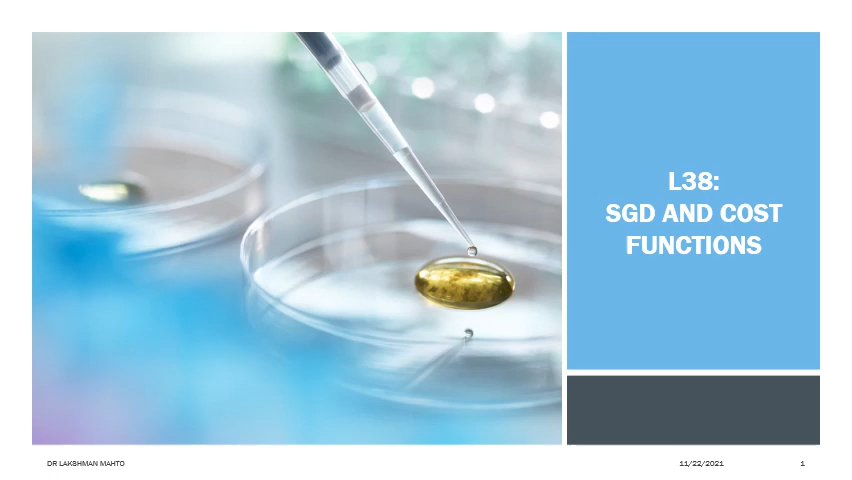 L38:
SGD AND COST
FUNCTIONS
DR LAKSHMAN MAHTO
11/22/2021
1